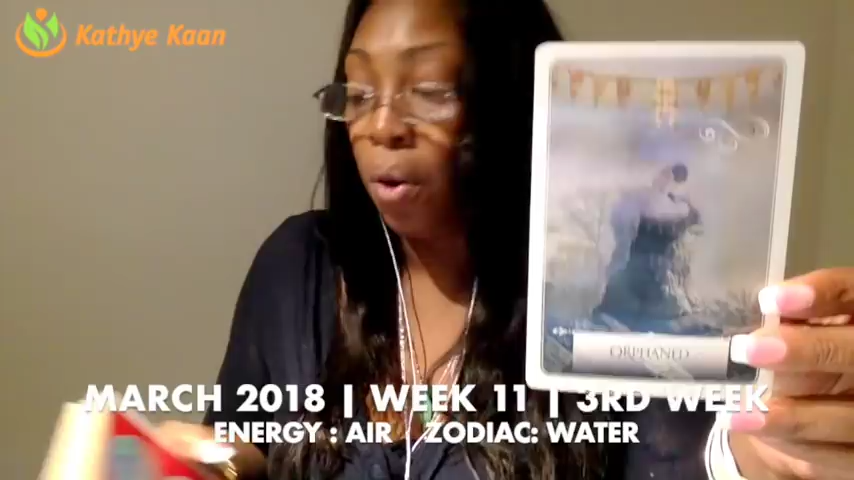 Kathye Kaan
ORPHANED
MARCH 2018 | WEEK 11 | 3RD WEEK
ENERGY : AIR ZODIAC: WATER